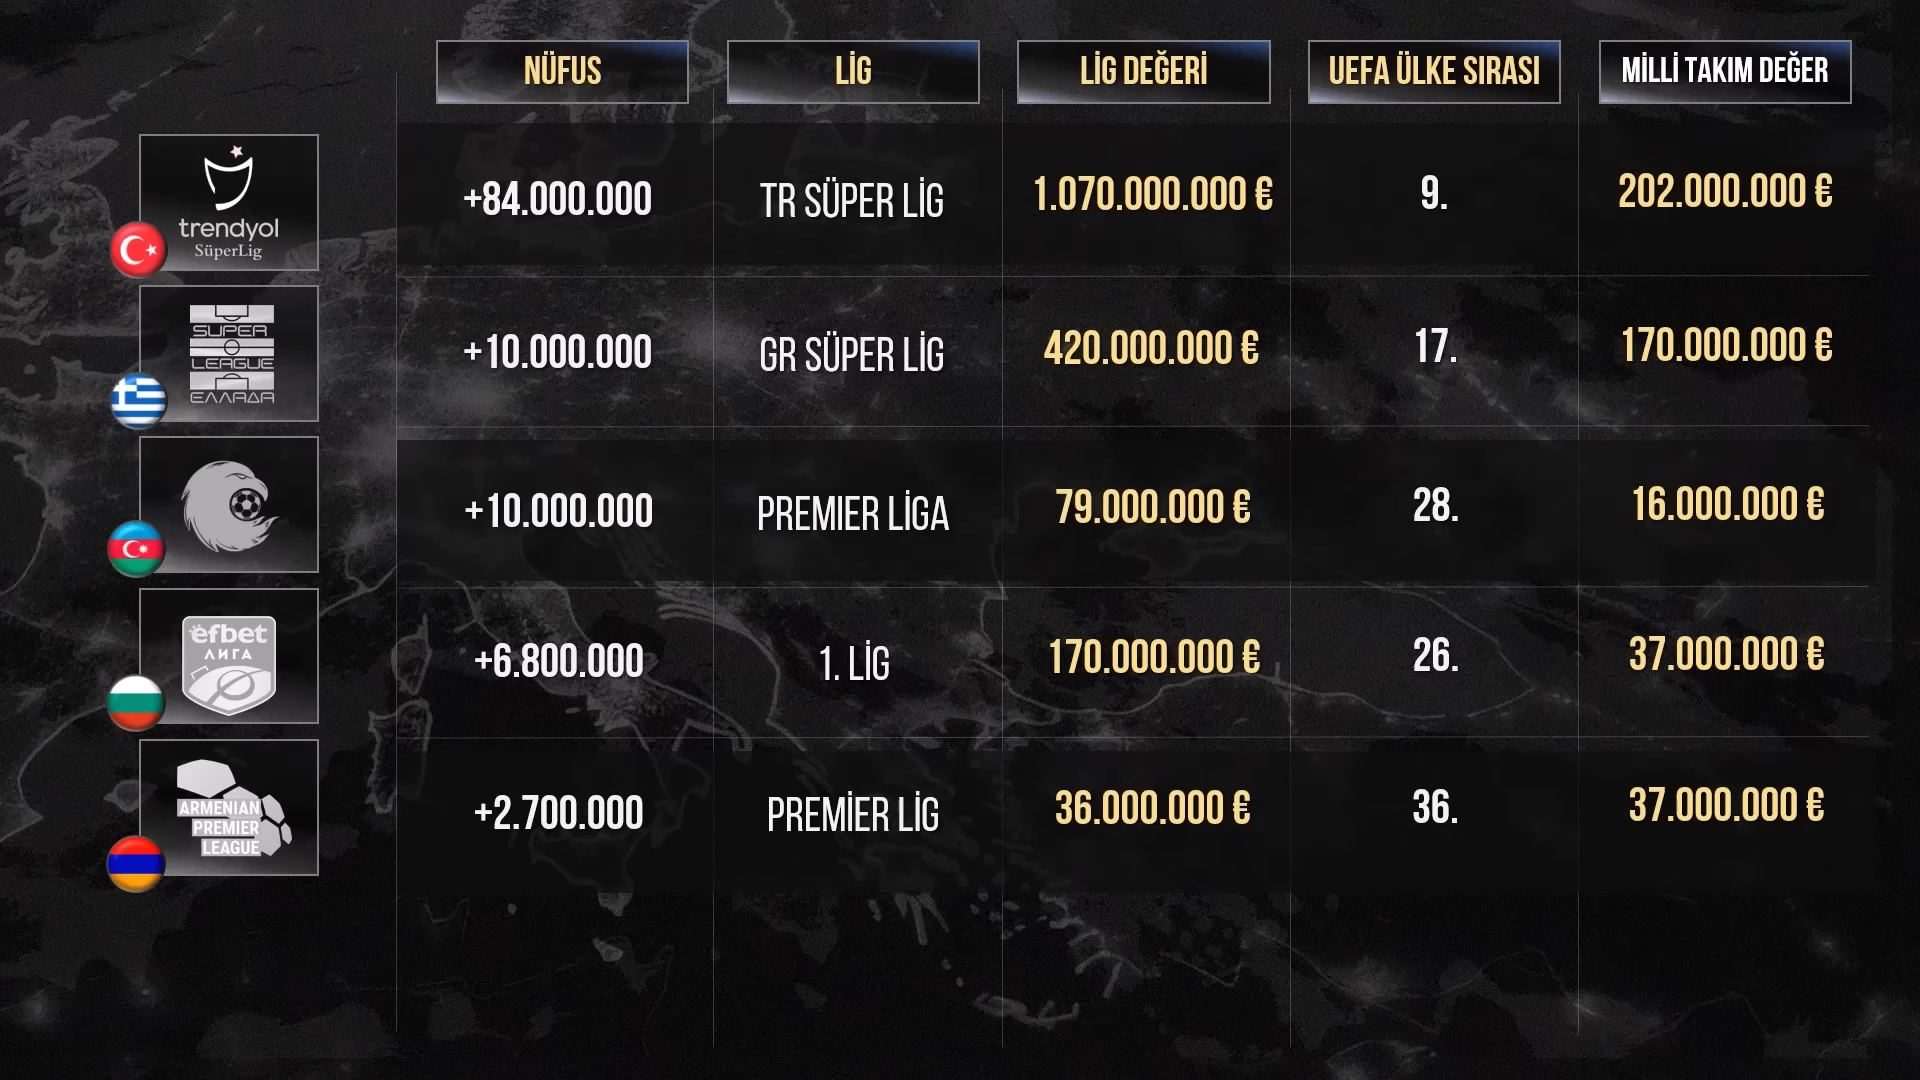 NÜFUS
LİG
LİG DEĞERİ
UEFA ÜLKE SIRASI
MİLLİ TAKIM DEĞER
trendyol
SüperLig
+84.000.000
TR SÜPER LİG
1.070.000.000 €
9.
202.000.000 €
SUPER
LEAGUE
ΕΛΛΑΔΑ
+10.000.000
GR SÜPER LİG
420.000.000 €
17.
170.000.000 €
+10.000.000
PREMIER LİGA
79.000.000 €
28.
16.000.000 €
efbet
ЛИГА
+6.800.000
1. LİG
170.000.000 €
26.
37.000.000 €
ARMENIAN
PREMIER
LEAGUE
+2.700.000
PREMİER LİG
36.000.000 €
36.
37.000.000 €